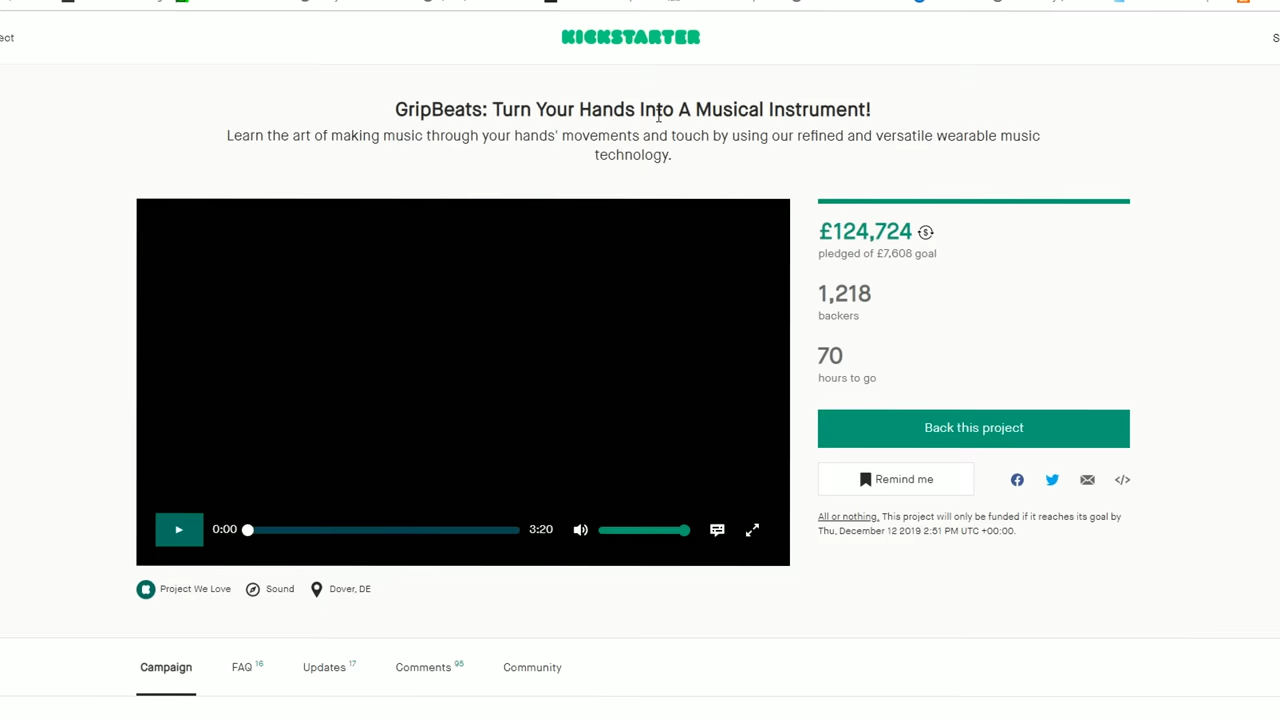 ect
KICKSTARTER
S
GripBeats: Turn Your Hands Into A Musical Instrument!
Learn the art of making music through your hands' movements and touch by using our refined and versatile wearable music
technology.
£124,724
pledged of £7,608 goal
1,218
backers
70
hours to go
Back this project
Remind me
All or nothing. This project will only be funded if it reaches its goal by
Thu, December 12 2019 2:51 PM UTC +00:00.
0:00
3:20
Project We Love
Sound
Dover, DE
Campaign
FAQ 16
Updates 17
Comments 95
Community